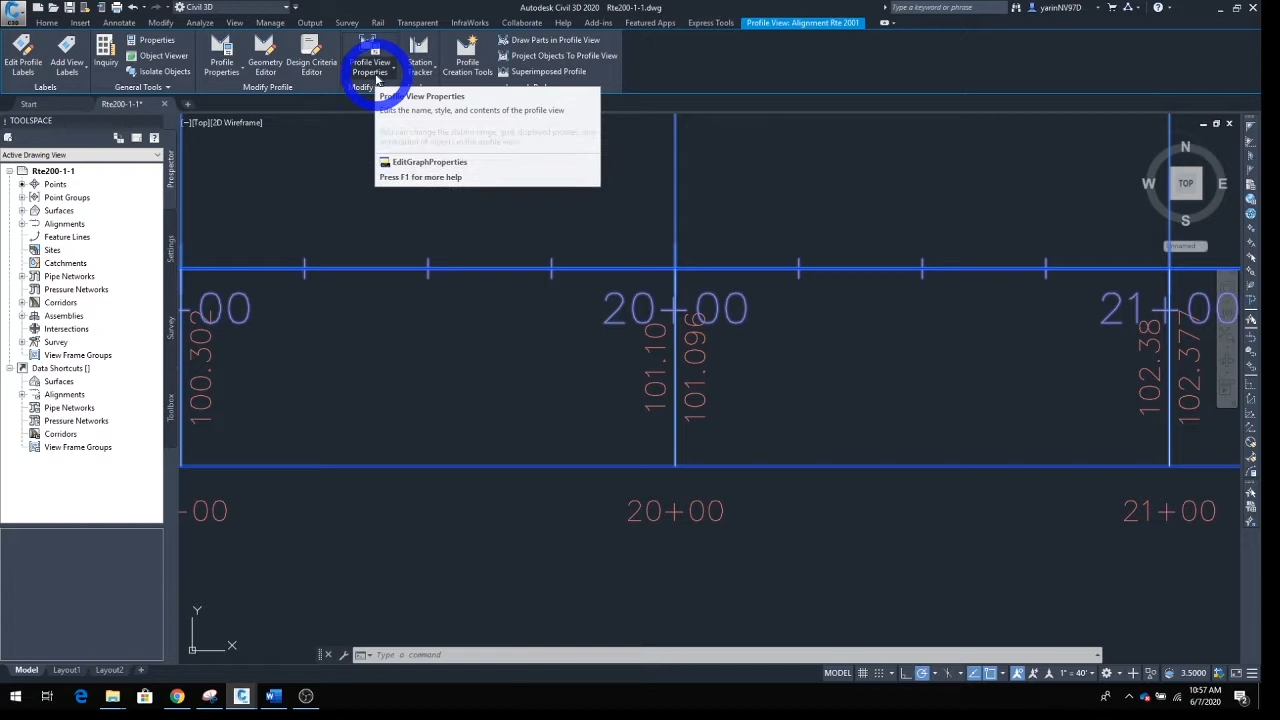 C3D
Civil 3D
Autodesk Civil 3D 2020 Rte200-1-1.dwg
Type a keyword or phrase
yarinNV97D
Home
Insert
Annotate
Modify
Analyze
View
Manage
Output
Survey
Rail
Transparent
InfraWorks
Collaborate
Help
Add-ins
Featured Apps
Express Tools
Profile View: Alignment Rte 2001
Edit Profile Labels
Add View Labels
Inquiry
Properties
Object Viewer
Isolate Objects
Profile Properties
Geometry Editor
Design Criteria Editor
Profile View Properties
Station Tracker
Profile Creation Tools
Draw Parts in Profile View
Project Objects To Profile View
Superimposed Profile
Labels
General Tools
Modify Profile
Modify
Start
Rte200-1-1*
Profile View Properties
Edits the name, style, and contents of the profile view
EditGraphProperties
Press F1 for more help
TOOLSPACE
Active Drawing View
Rte200-1-1
Points
Point Groups
Surfaces
Alignments
Feature Lines
Sites
Catchments
Pipe Networks
Pressure Networks
Corridors
Assemblies
Intersections
Survey
View Frame Groups
Data Shortcuts []
Surfaces
Alignments
Pipe Networks
Pressure Networks
Corridors
View Frame Groups
Prospector
Settings
Survey
Toolbox
[−][Top][2D Wireframe]
N
W
TOP
E
S
Unnamed
00
20+00
21+00
100.303
101.10
101.096
102.38
102.377
-00
20+00
21+00
Y
X
Type a command
Model
Layout1
Layout2
MODEL
1" = 40'
3.5000
10:57 AM
6/7/2020